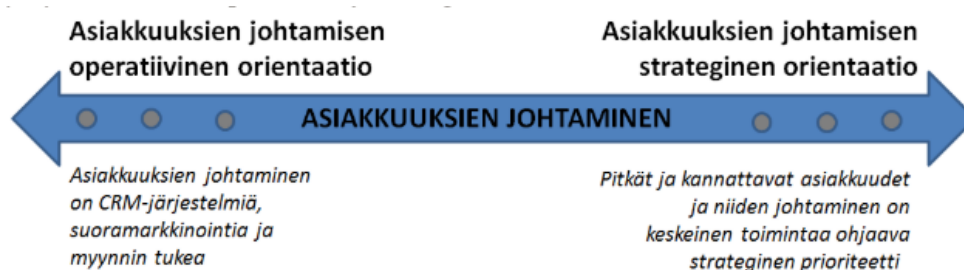 Asiakkuuksien johtamisen
operatiivinen orientaatio
Asiakkuuksien johtamisen
strateginen orientaatio
ASIAKKUUKSIEN JOHTAMINEN
Asiakkuuksien johtaminen
on CRM-järjestelmiä,
suoramarkkinointia ja
myynnin tukea
Pitkät ja kannattavat asiakkuudet
ja niiden johtaminen on
keskeinen toimintaa ohjaava
strateginen prioriteetti